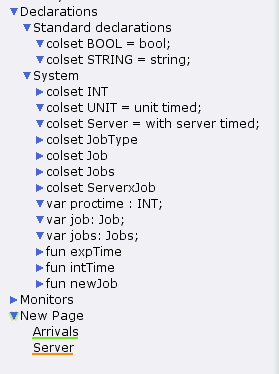 Declarations
Standard declarations
colset BOOL = bool;
colset STRING = string;
System
colset INT
colset UNIT = unit timed;
colset Server = with server timed;
colset JobType
colset Job
colset Jobs
colset ServerxJob
var proctime : INT;
var job: Job;
var jobs: Jobs;
fun expTime
fun intTime
fun newJob
Monitors
New Page
Arrivals
Server